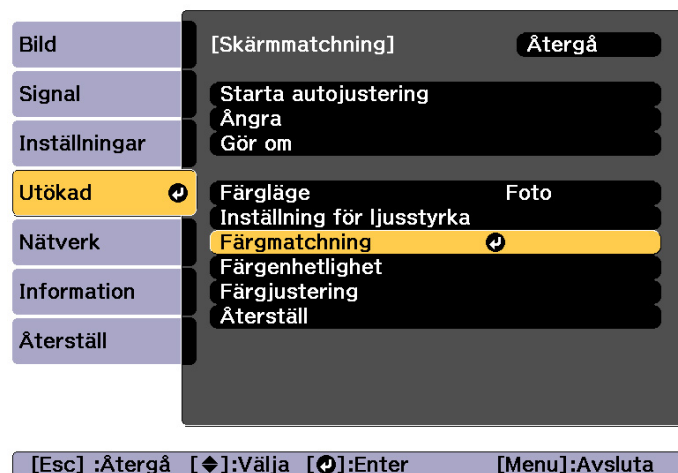 Bild
Signal
Inställningar
Utökad
Nätverk
Information
Återställ
[Skärmmatchning] Återgå
Starta autojustering
Ångra
Gör om
Färgläge Foto
Inställning för ljusstyrka
Färgmatchning
Färgenhetlighet
Färgjustering
Återställ
[Esc] :Återgå [◆]:Välja [⏎]:Enter [Menu]:Avsluta